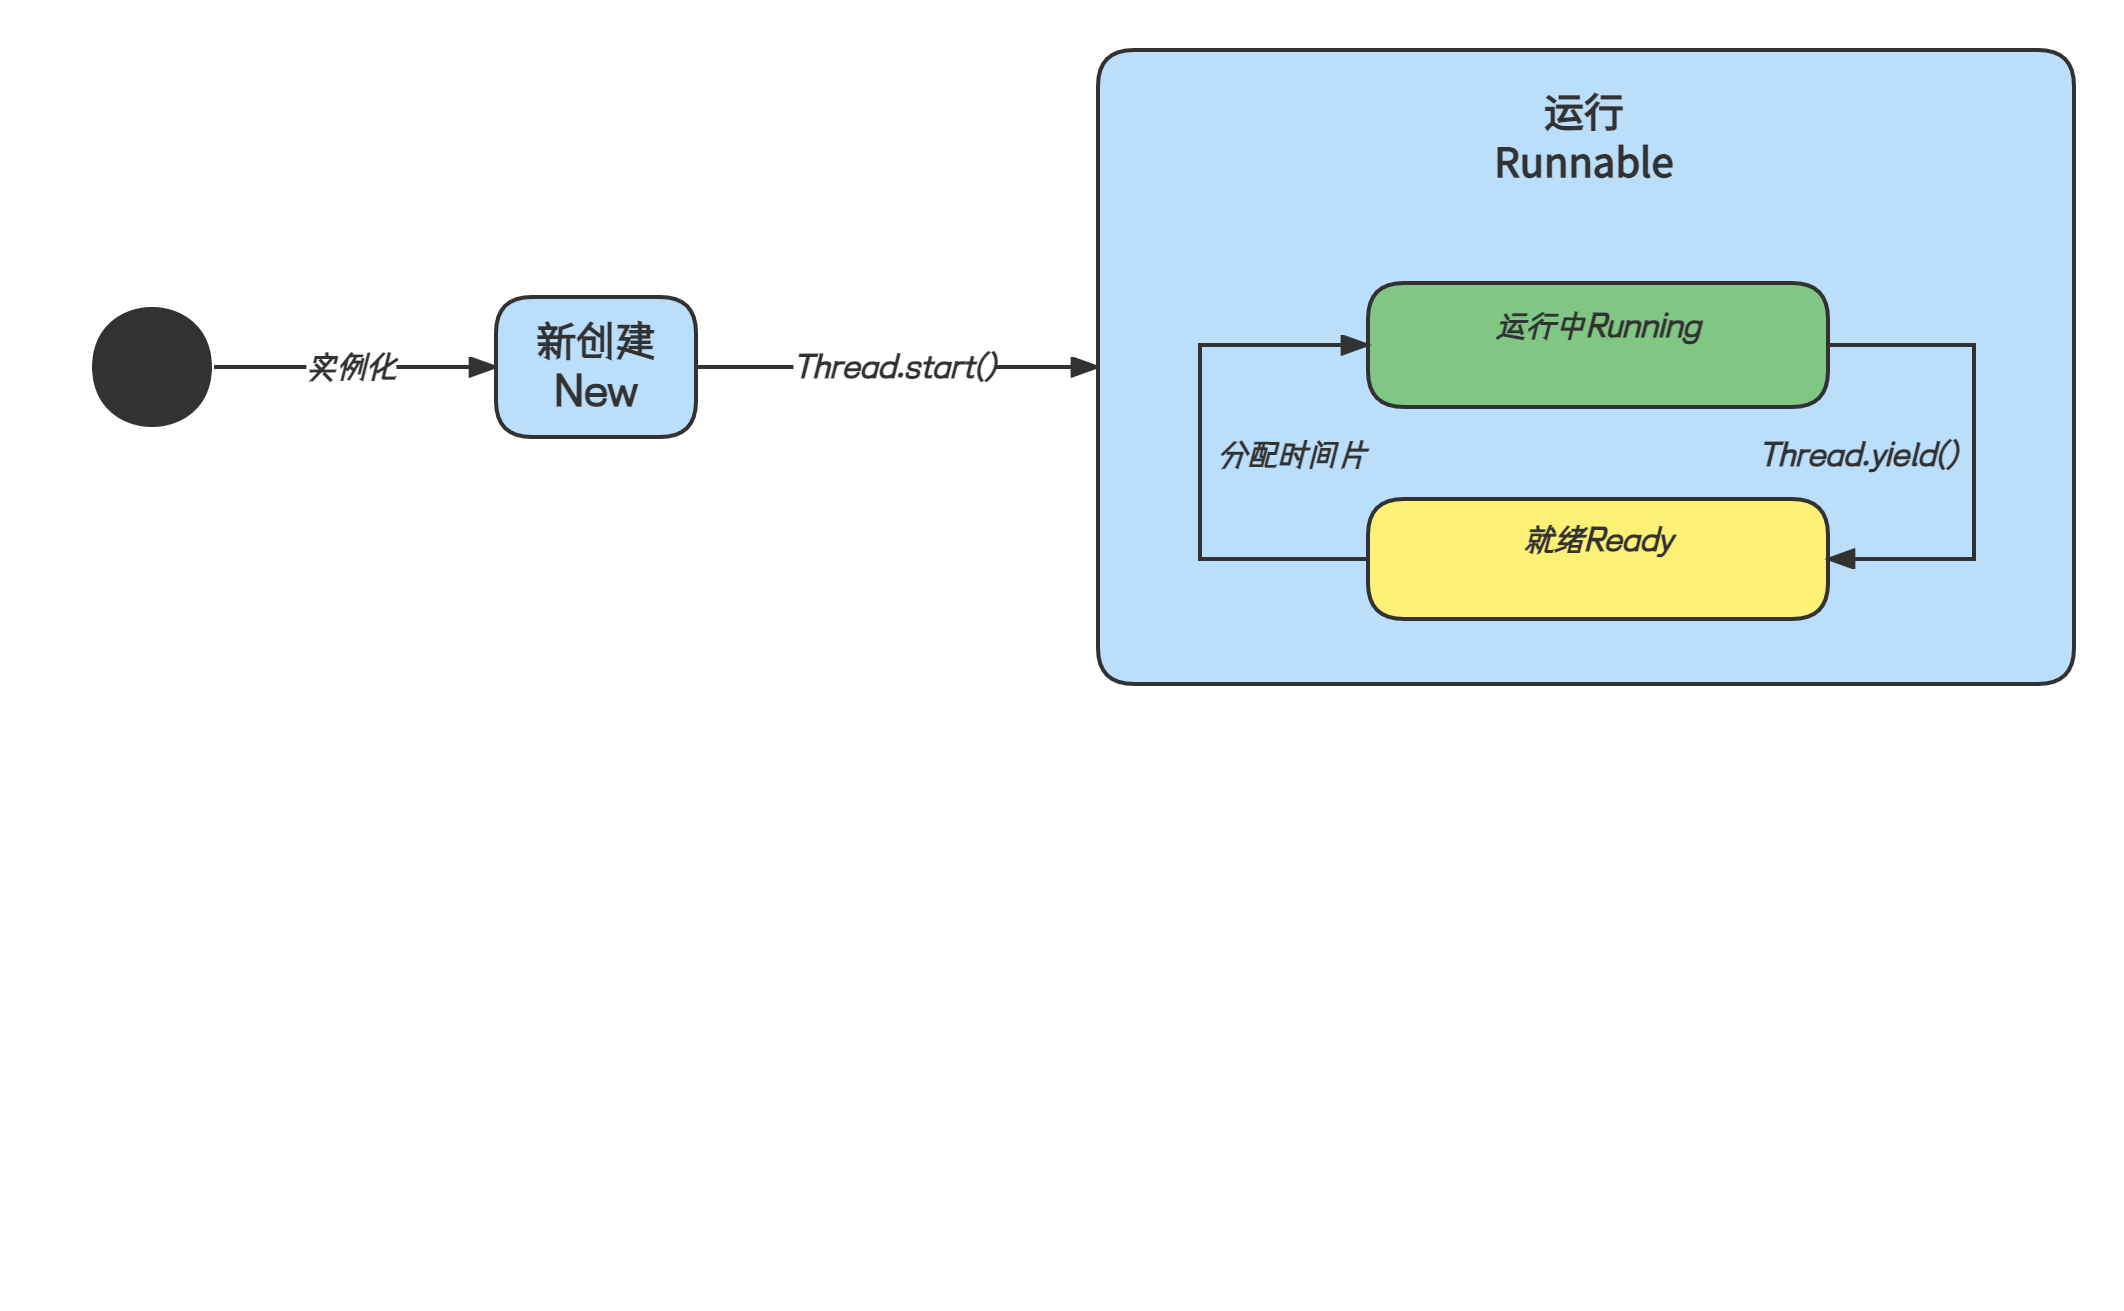 运行
Runnable
运行中Running
实例化
新创建
New
Thread.start()
分配时间片
Thread.yield()
就绪Ready